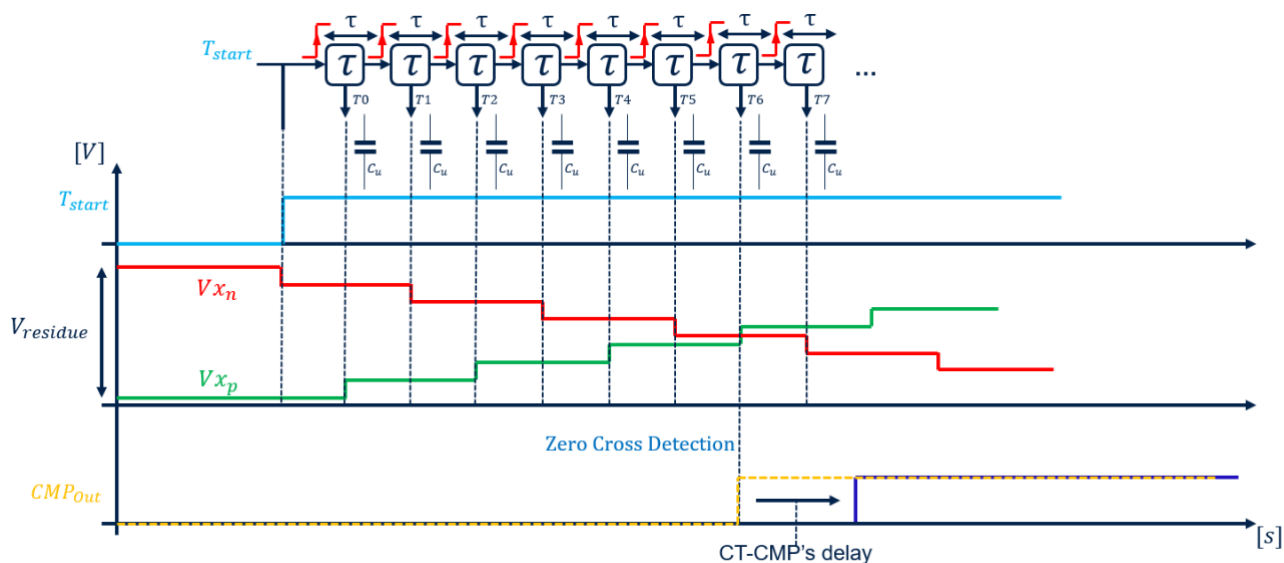 τ τ τ τ τ τ τ τ
T_start
τ τ τ τ τ τ τ τ ...
T0 T1 T2 T3 T4 T5 T6 T7
[V]
C_u C_u C_u C_u C_u C_u C_u C_u
T_start
Vx_n
V_residue
Vx_p
Zero Cross Detection
CMP_Out
[s]
CT-CMP's delay